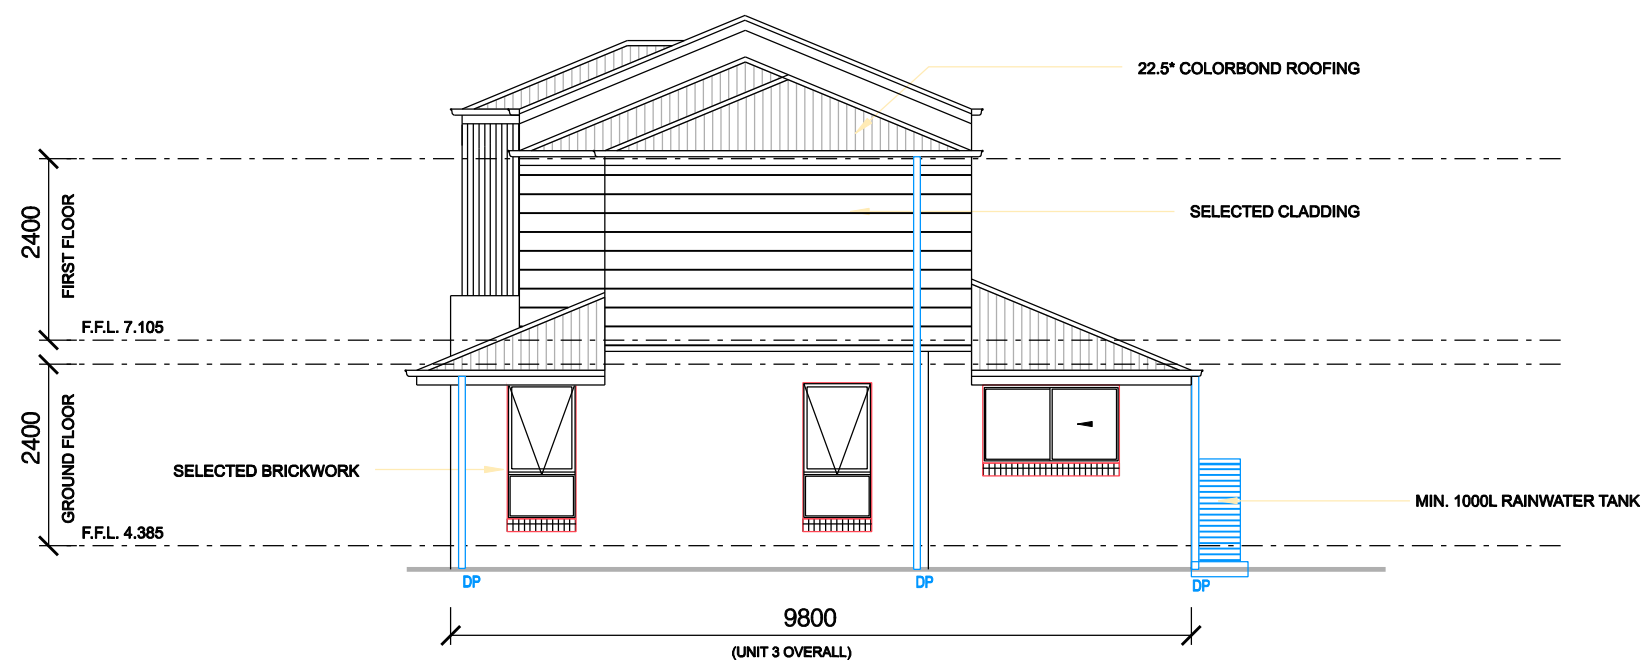 22.5* COLORBOND ROOFING
2400
FIRST FLOOR
SELECTED CLADDING
F.F.L. 7.105
2400
GROUND FLOOR
SELECTED BRICKWORK
MIN. 1000L RAINWATER TANK
F.F.L. 4.385
DP
DP
DP
9800
(UNIT 3 OVERALL)